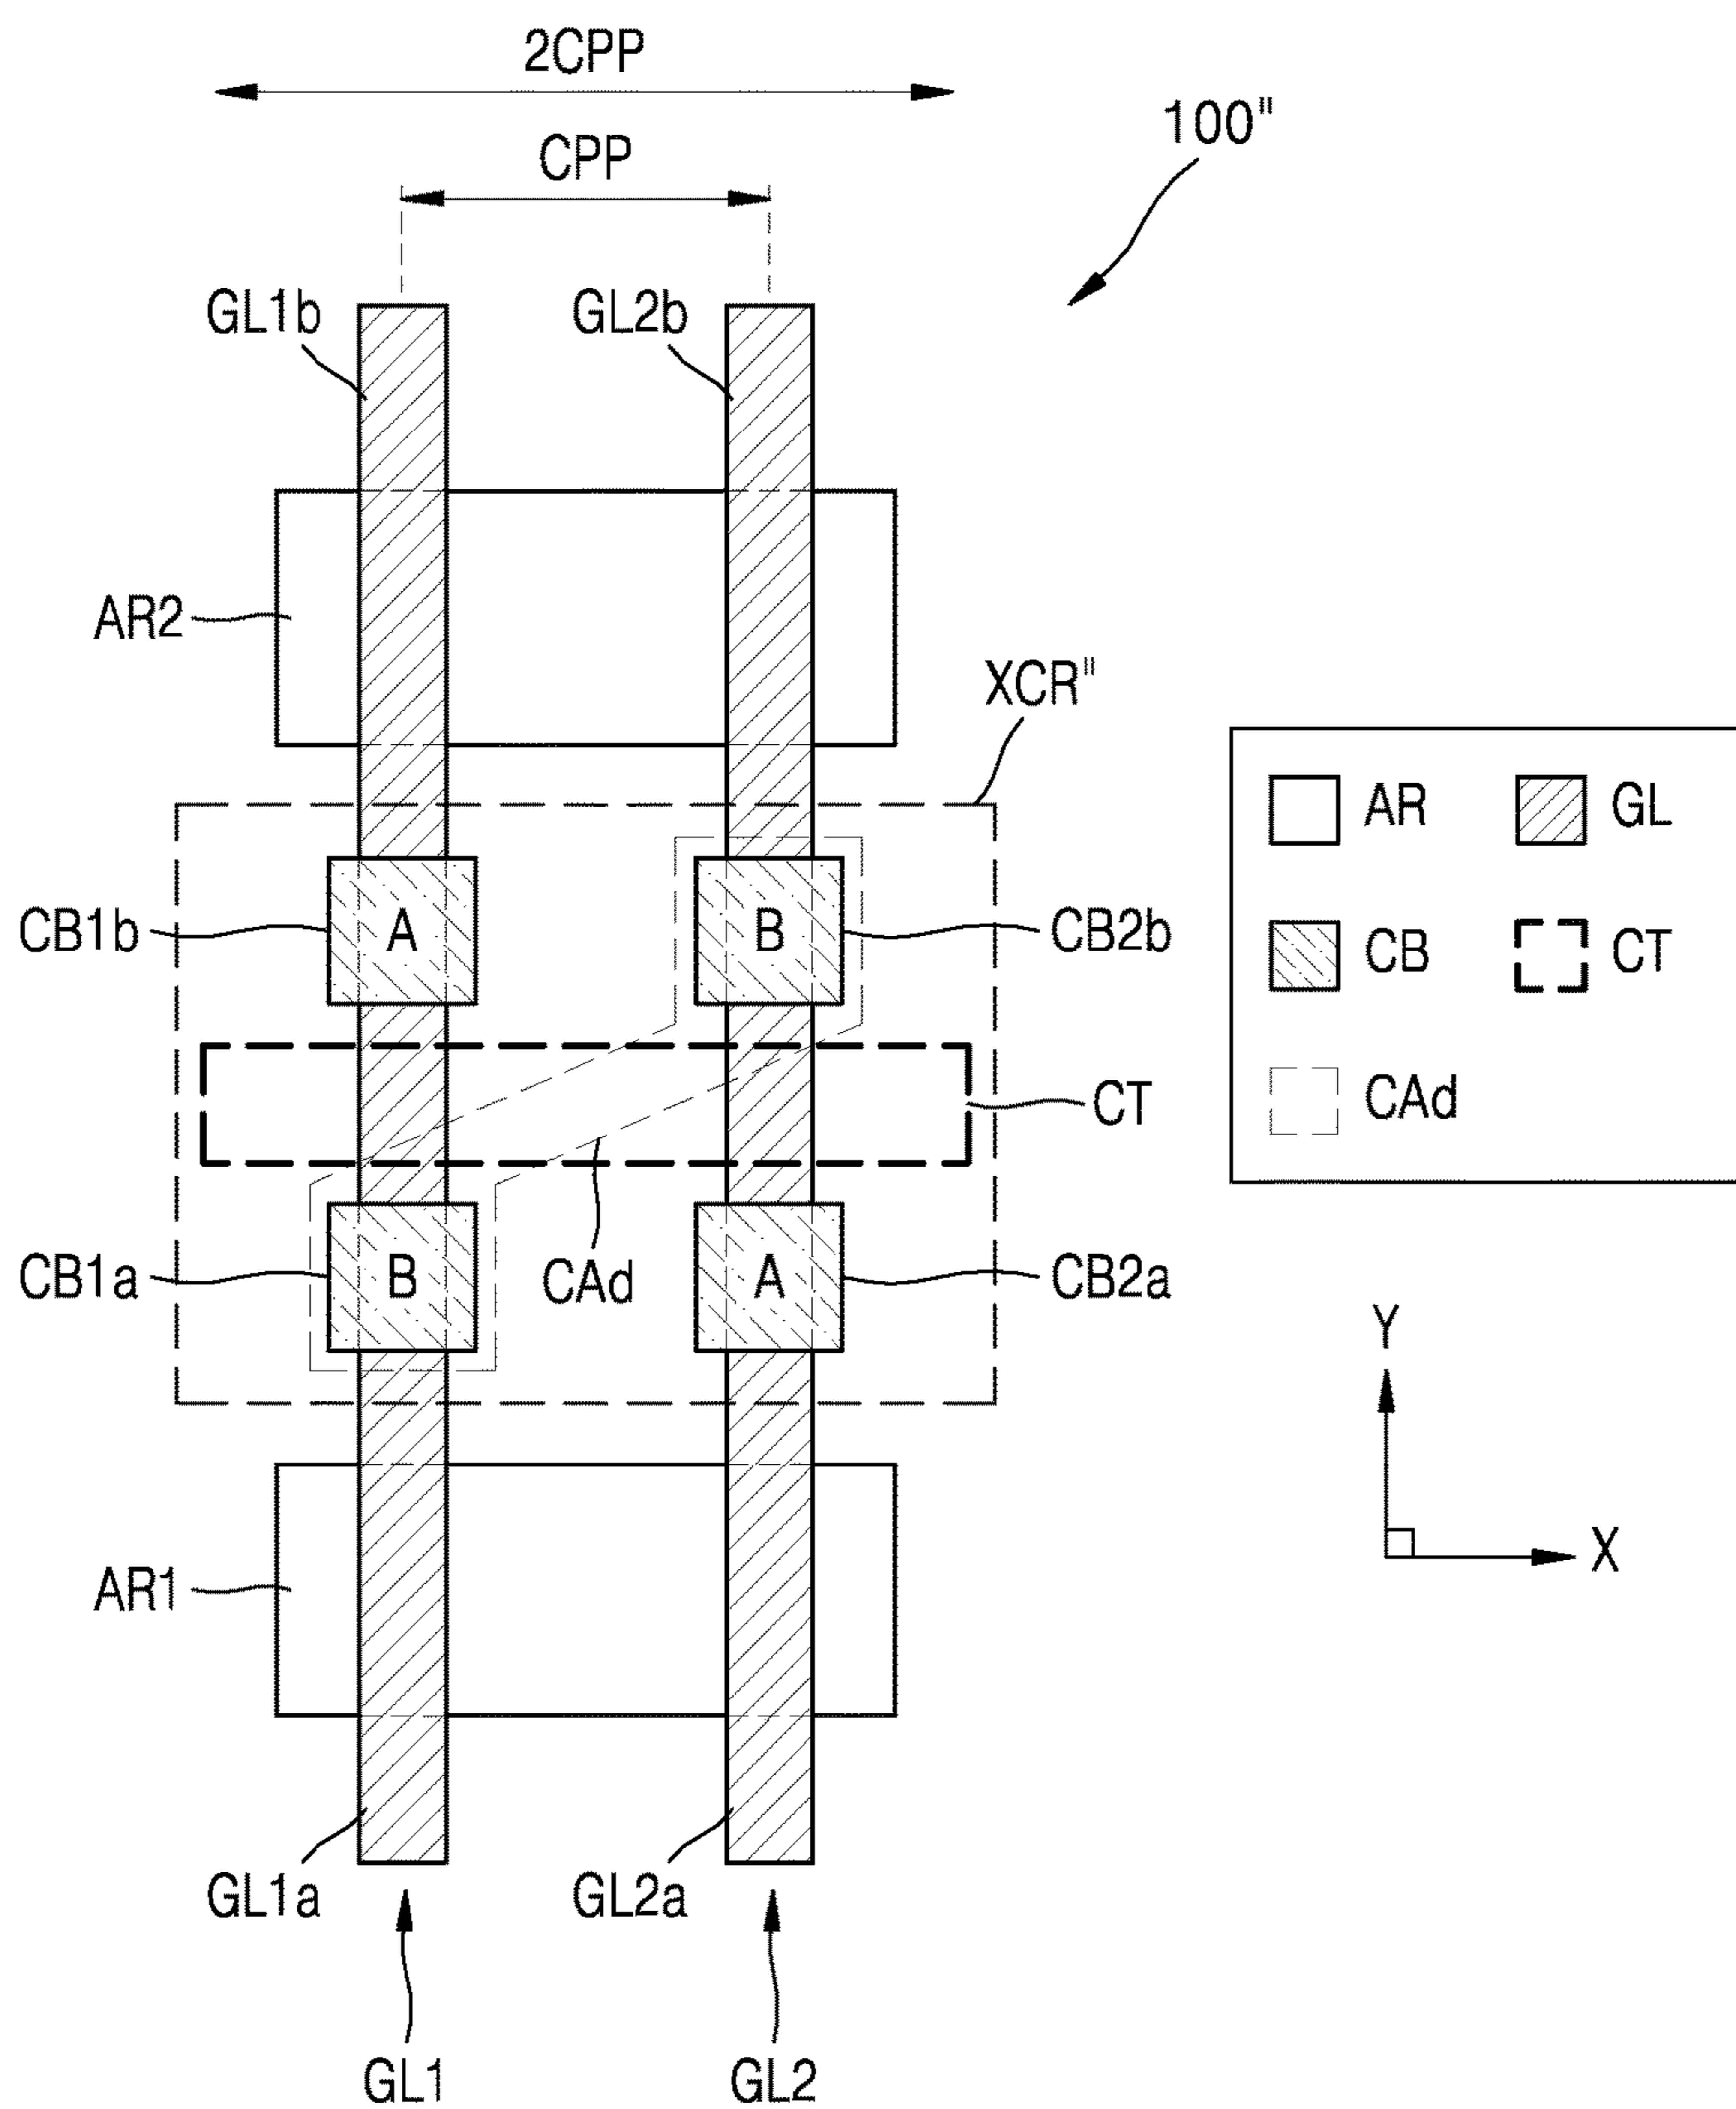 2CPP
CPP
100"
GL1b
GL2b
AR2
XCR"
AR
GL
CB1b
A
B
CB2b
CB
CT
CT
CAd
CB1a
B
CAd
A
CB2a
Y
X
AR1
GL1a
GL2a
GL1
GL2